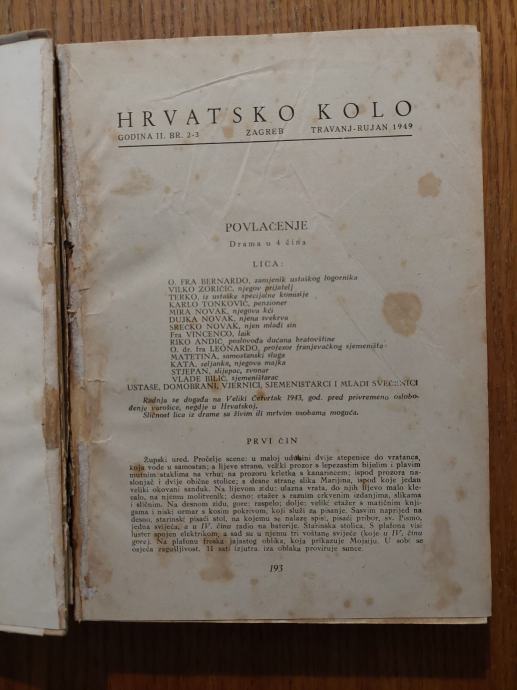 HRVATSKO KOLO
GODINA II. BR. 2-3 ZAGREB TRAVANJ-RUJAN 1949
POVLAČENJE
Drama u 4 čina
LICA:
O. FRA BERNARDO, zamjenik ustaškog logornika
VILKO ZORIČIĆ, njegov prijatelj
TERKO, iz ustaške specijalne komisije
KARLO TONKOVIĆ, penzioner
MIRA NOVAK, njegova kći
DUJKA NOVAK, njena svekrva
SREĆKO NOVAK, njen mlađi sin
Fra VINCENCO, laik
RIKO ANDIĆ, poslovođa dućana bratovštine
O. dr. fra LEONARDO, profesor franjevačkog sjemeništa
MATETINA, samostanski sluga
KATA, seljanka, njegova majka
STJEPAN, slijepac, zvonar
VLADE BILIĆ, sjemeništarac
USTAŠE, DOMOBRANI, VJERNICI, SJEMENISTARCI I MLADI SVEĆENICI
Radnja se događa na Veliki Četvrtak 1943. god. pred privremeno oslobo-
đenje varošice, negdje u Hrvatskoj.
Sličnost lica iz drame sa živim ili mrtvim osobama moguća.
PRVI ČIN
Župski ured. Pročelje scene: u maloj udubini dvije stepenice do vratanca,
koja vode u samostan; a lijeve strane, veliki prozor s lepezastim bijelim i plavim
mutnim staklima na vrhu; na prozoru krletka s kanarincem; ispod prozora na-
slonjač i dvije obične stolice; s desne strane slika Marijina, ispod koje jedan
veliki okovani sanduk. Na lijevom zidu: ulazna vrata, do njih lijevo malo kle-
calo, na njemu molitvenik; desno: etažer s raznim crkvenim izdanjima, slikama
i sličnim. Na desnom zidu, gore: raspelo; dolje: veliki etažer s matičnim knji-
gama i niski ormar s kosim pokrivom, koji služi za pisanje. Sasvim naprijed na
desno, starinski pisaći stol, na kojemu se nalaze spisi, pisaći pribor, sv. Pismo,
jedna svijeća, a u IV. činu radio na baterije. Starinska stolica. S plafona visi
luster spojen elektrikom, a sad su u njemu tri voštane svijeće (koje u IV. činu
gore). Na plafonu freska jajastog oblika, koja prikazuje Mojsiju. U sobi se
osjeća zagušljivost. 11 sati izjutra, iza oblaka proviruje sunce.
193